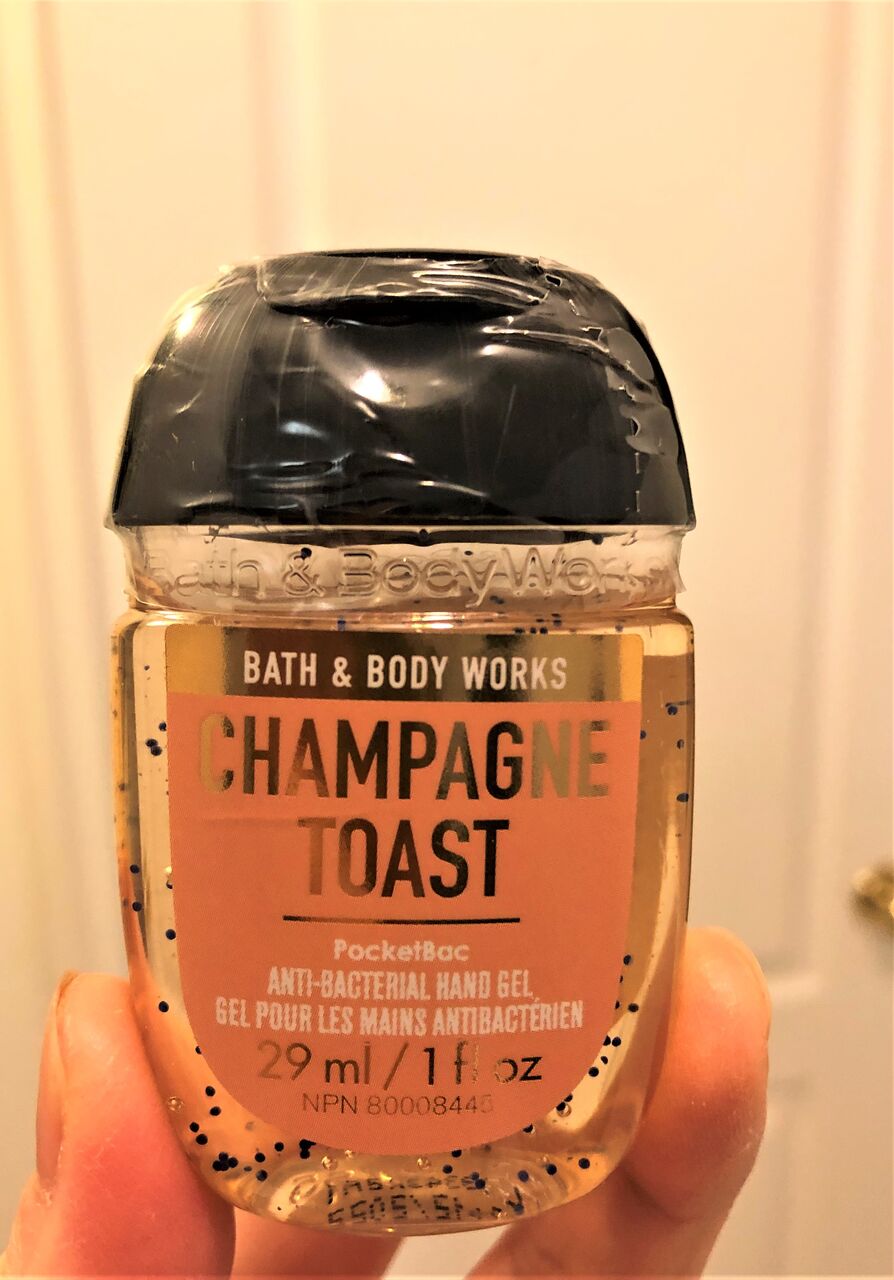 Bath & Body Works
BATH & BODY WORKS
CHAMPAGNE
TOAST
PocketBac
ANTI-BACTERIAL HAND GEL
GEL POUR LES MAINS ANTIBACTÉRIEN
29 ml / 1 fl oz
NPN 80008445